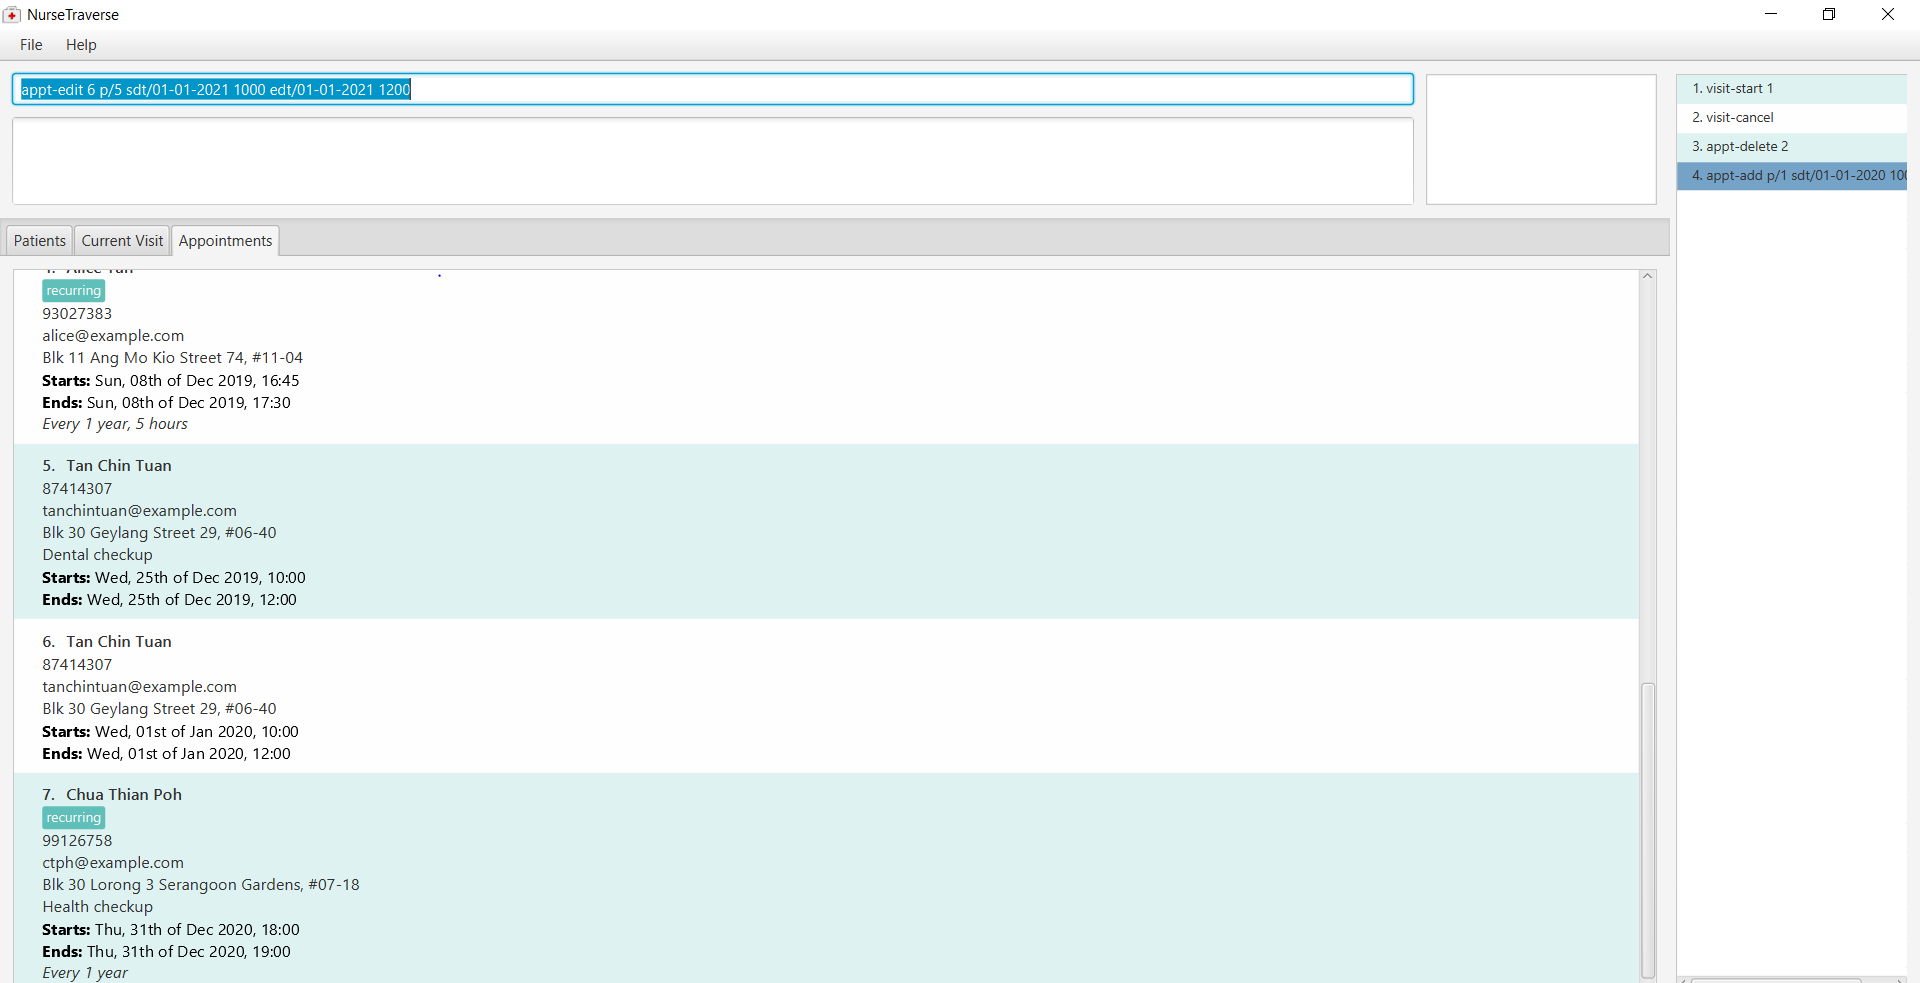 NurseTraverse
File Help
appt-edit 6 p/5 sdt/01-01-2021 1000 edt/01-01-2021 1200
1. visit-start 1
2. visit-cancel
3. appt-delete 2
4. appt-add p/1 sdt/01-01-2020 100
Patients Current Visit Appointments
4. Alice Tan
recurring
93027383
alice@example.com
Blk 11 Ang Mo Kio Street 74, #11-04
Starts: Sun, 08th of Dec 2019, 16:45
Ends: Sun, 08th of Dec 2019, 17:30
Every 1 year, 5 hours
5. Tan Chin Tuan
87414307
tanchintuan@example.com
Blk 30 Geylang Street 29, #06-40
Dental checkup
Starts: Wed, 25th of Dec 2019, 10:00
Ends: Wed, 25th of Dec 2019, 12:00
6. Tan Chin Tuan
87414307
tanchintuan@example.com
Blk 30 Geylang Street 29, #06-40
Starts: Wed, 01st of Jan 2020, 10:00
Ends: Wed, 01st of Jan 2020, 12:00
7. Chua Thian Poh
recurring
99126758
ctph@example.com
Blk 30 Lorong 3 Serangoon Gardens, #07-18
Health checkup
Starts: Thu, 31th of Dec 2020, 18:00
Ends: Thu, 31th of Dec 2020, 19:00
Every 1 year